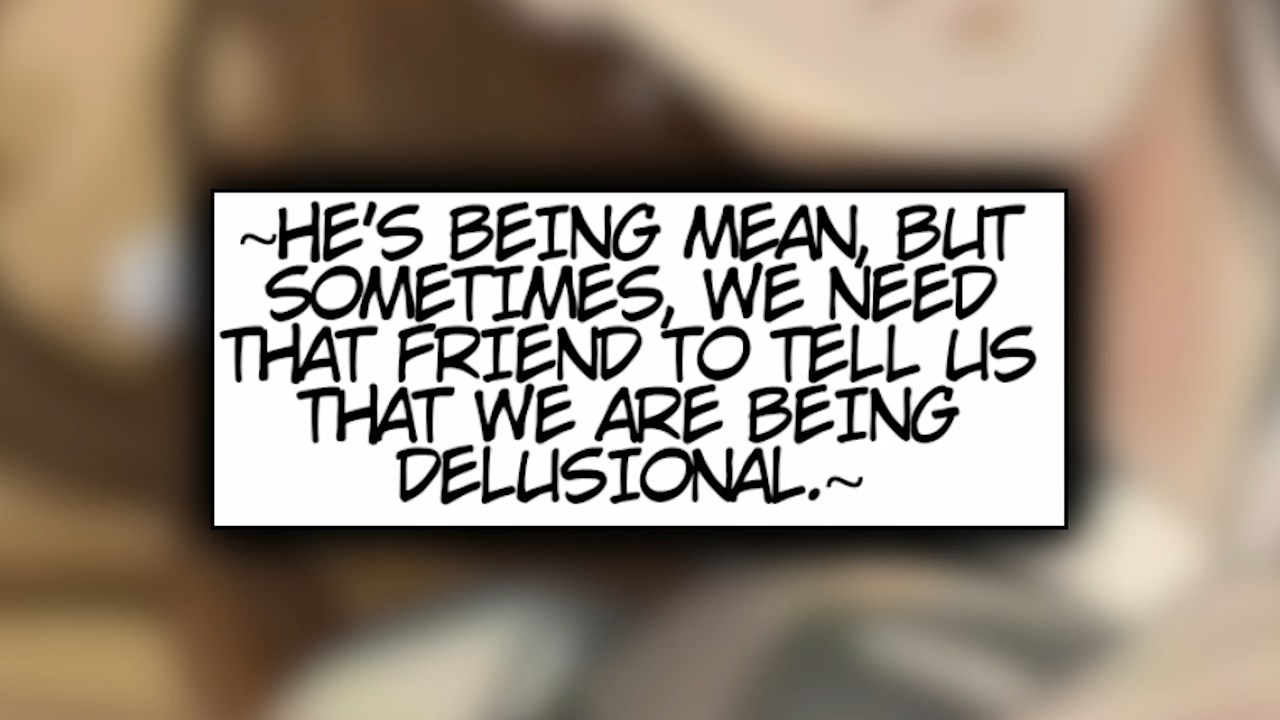 ~HE'S BEING MEAN, BUT
SOMETIMES, WE NEED
THAT FRIEND TO TELL US
THAT WE ARE BEING
DELUSIONAL.~